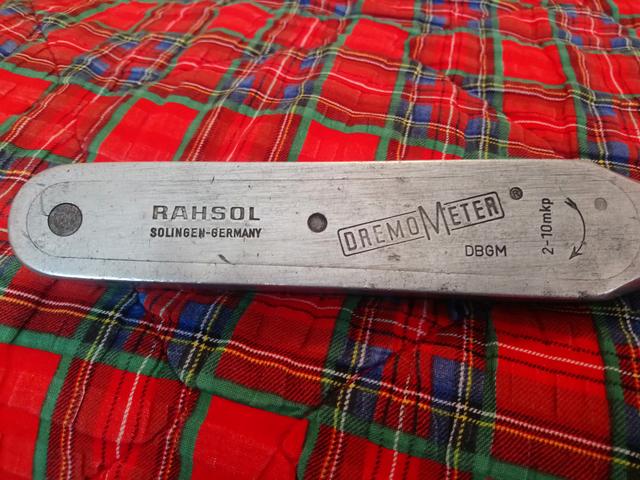 RAHSOL
SOLINGEN-GERMANY
DREMOMETER ®
DBGM
2-10mkp